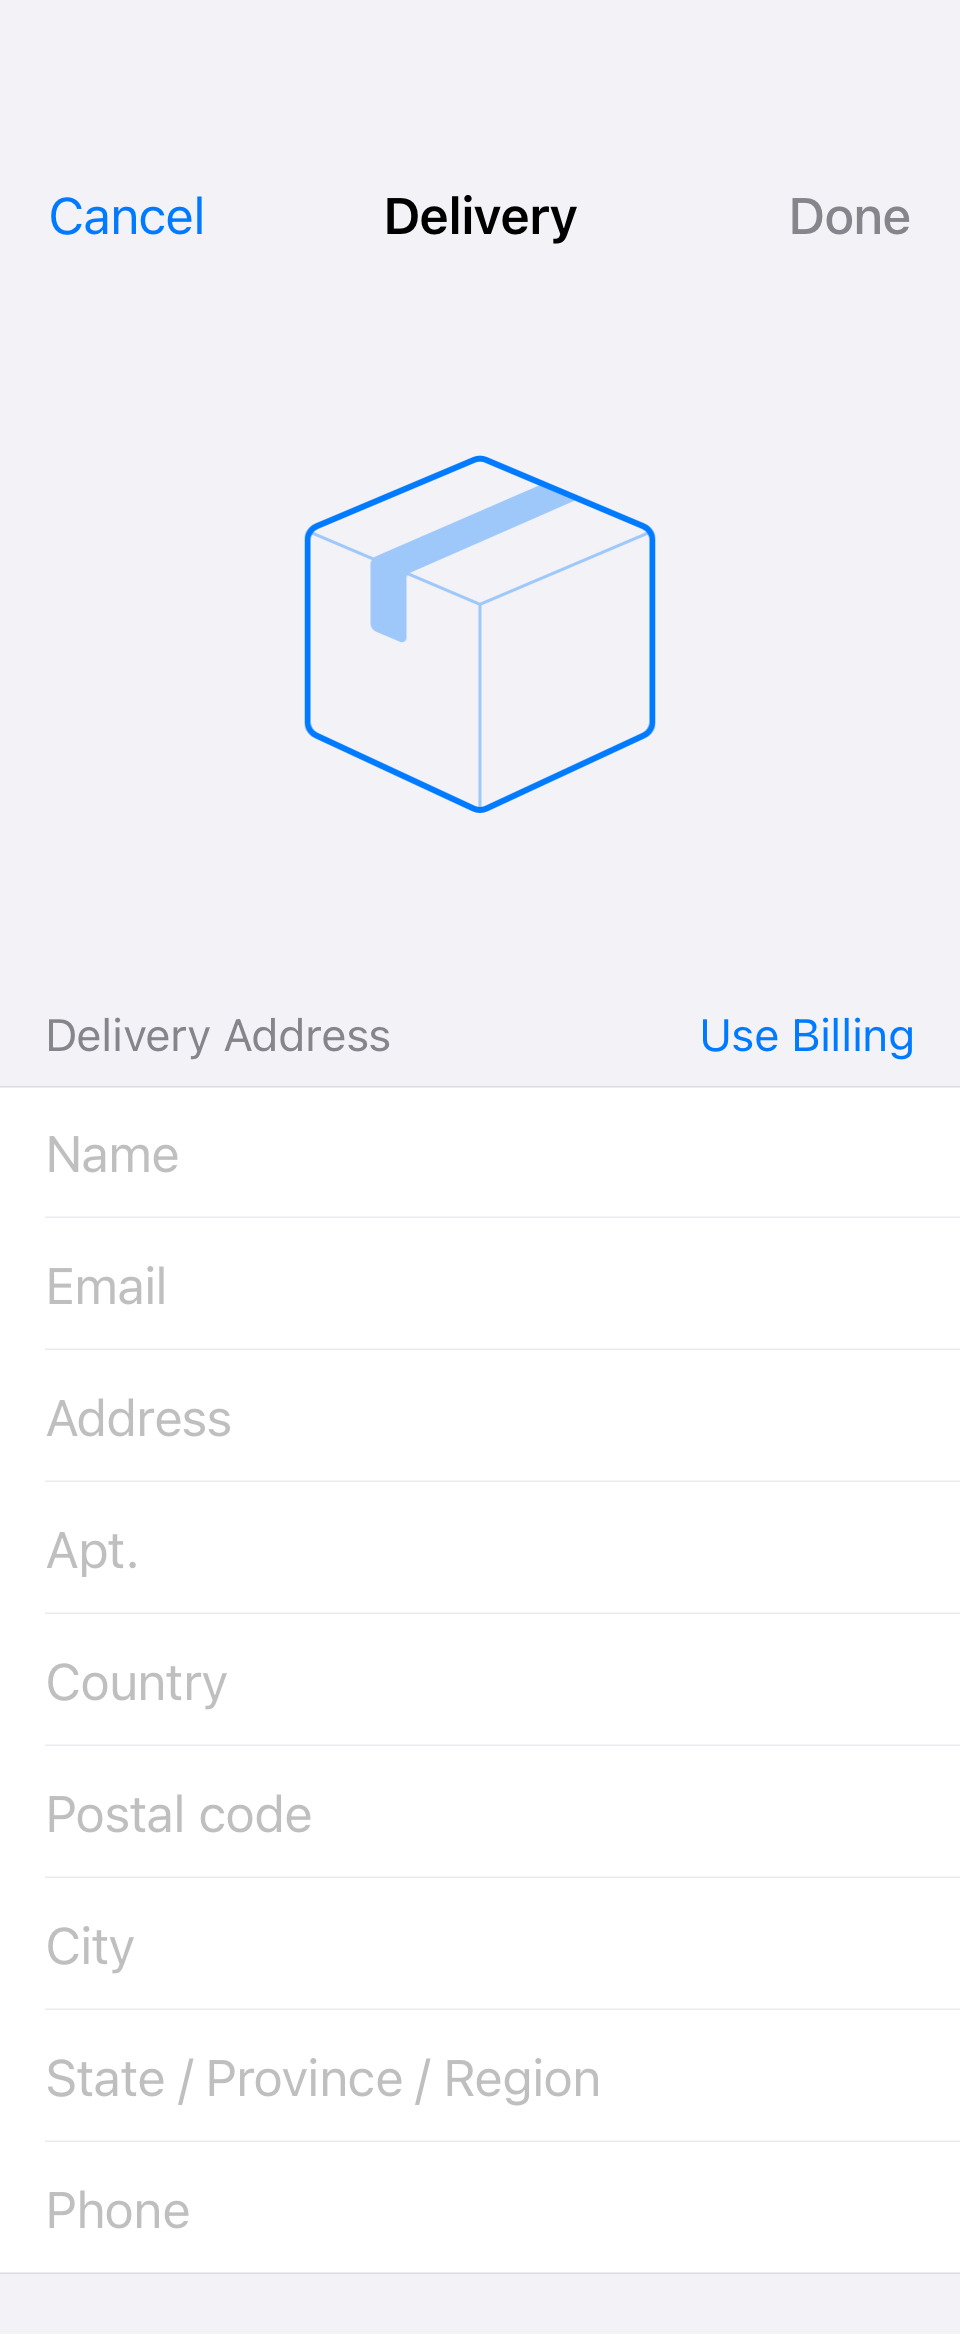 Cancel Delivery Done
Delivery Address Use Billing
Name
Email
Address
Apt.
Country
Postal code
City
State / Province / Region
Phone